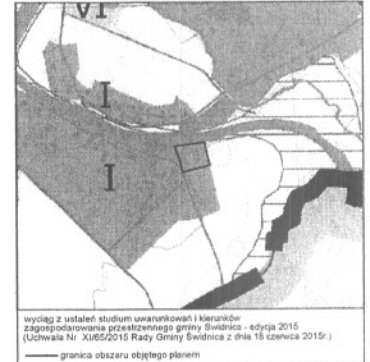 VI
I
I
wyciąg z ustaleń studium uwarunkowań i kierunków
zagospodarowania przestrzennego gminy Świdnica - edycja 2015
(Uchwała Nr XI/65/2015 Rady Gminy Świdnica z dnia 18 czerwca 2015r.)
granica obszaru objętego planem